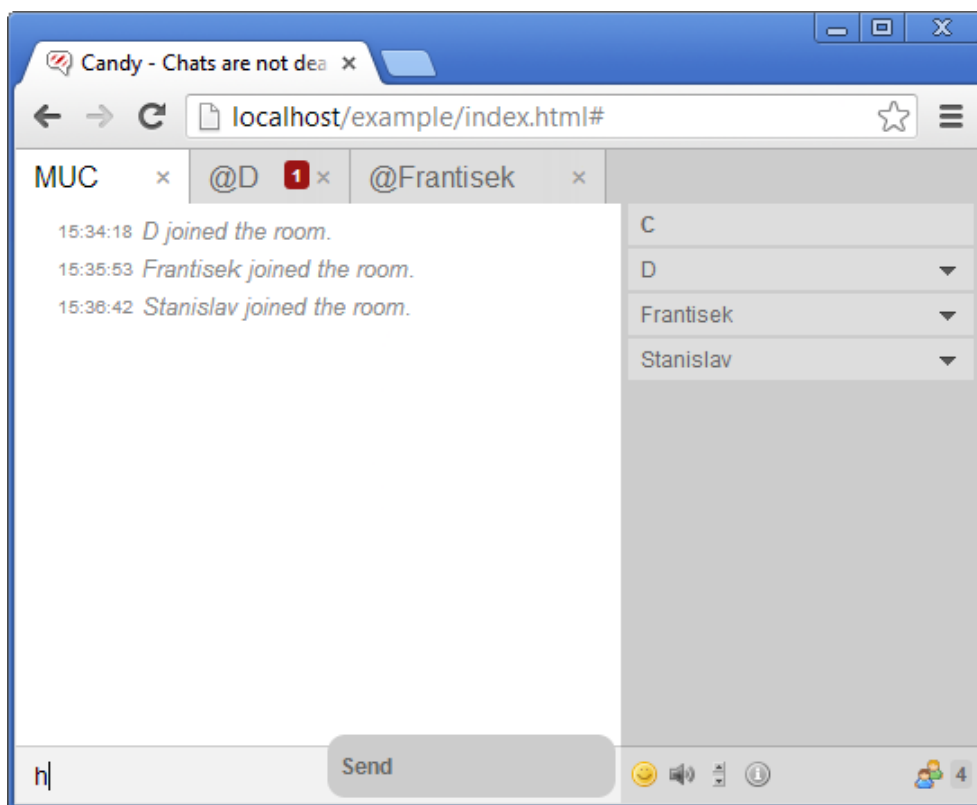 Candy - Chats are not dea
localhost/example/index.html#
MUC @D 1 @Frantisek
15:34:18 D joined the room.
15:35:53 Frantisek joined the room.
15:36:42 Stanislav joined the room.
C
D
Frantisek
Stanislav
h
Send
4